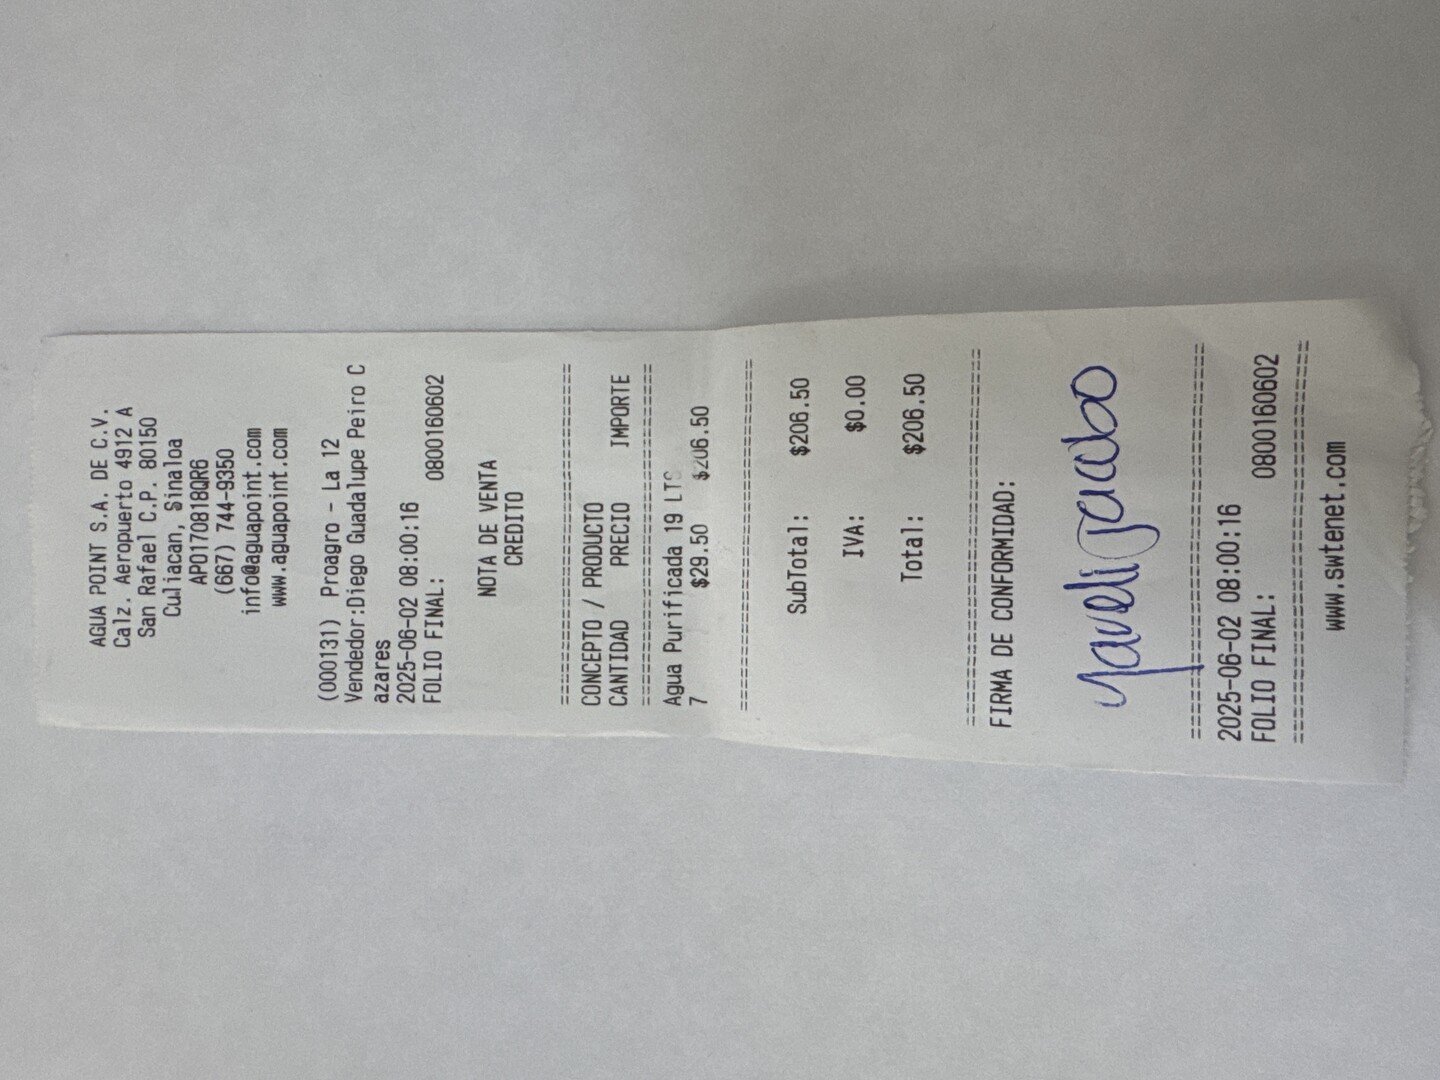 AGUA POINT S.A. DE C.V.
Calz. Aeropuerto 4912 A
San Rafael C.P. 80150
Culiacan, Sinaloa
APO170818QR6
(667) 744-9350
info@aguapoint.com
www.aguapoint.com
(000131) Proagro - La 12
Vendedor:Diego Guadalupe Peiro C
azares
2025-06-02 08:00:16
FOLIO FINAL: 0800160602
NOTA DE VENTA
CREDITO
================================
CONCEPTO / PRODUCTO
CANTIDAD PRECIO IMPORTE
================================
Agua Purificada 19 LTS
7 $29.50 $206.50
================================
SubTotal: $206.50
IVA: $0.00
Total: $206.50
================================
FIRMA DE CONFORMIDAD:
================================
2025-06-02 08:00:16
FOLIO FINAL: 0800160602
================================
www.swtenet.com